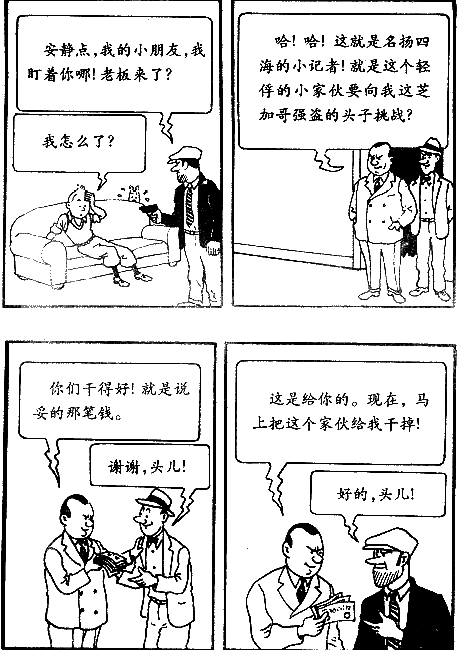 安静点，我的小朋友，我
盯着你哪！老板来了？
我怎么了？
哈！哈！这就是名扬四
海的小记者！就是这个轻
俘的小家伙要向我这芝
加哥强盗的头子挑战？
你们干得好！就是说
妥的那笔钱。
谢谢，头儿！
这是给你的。现在，马
上把这个家伙给我干掉！
好的，头儿！